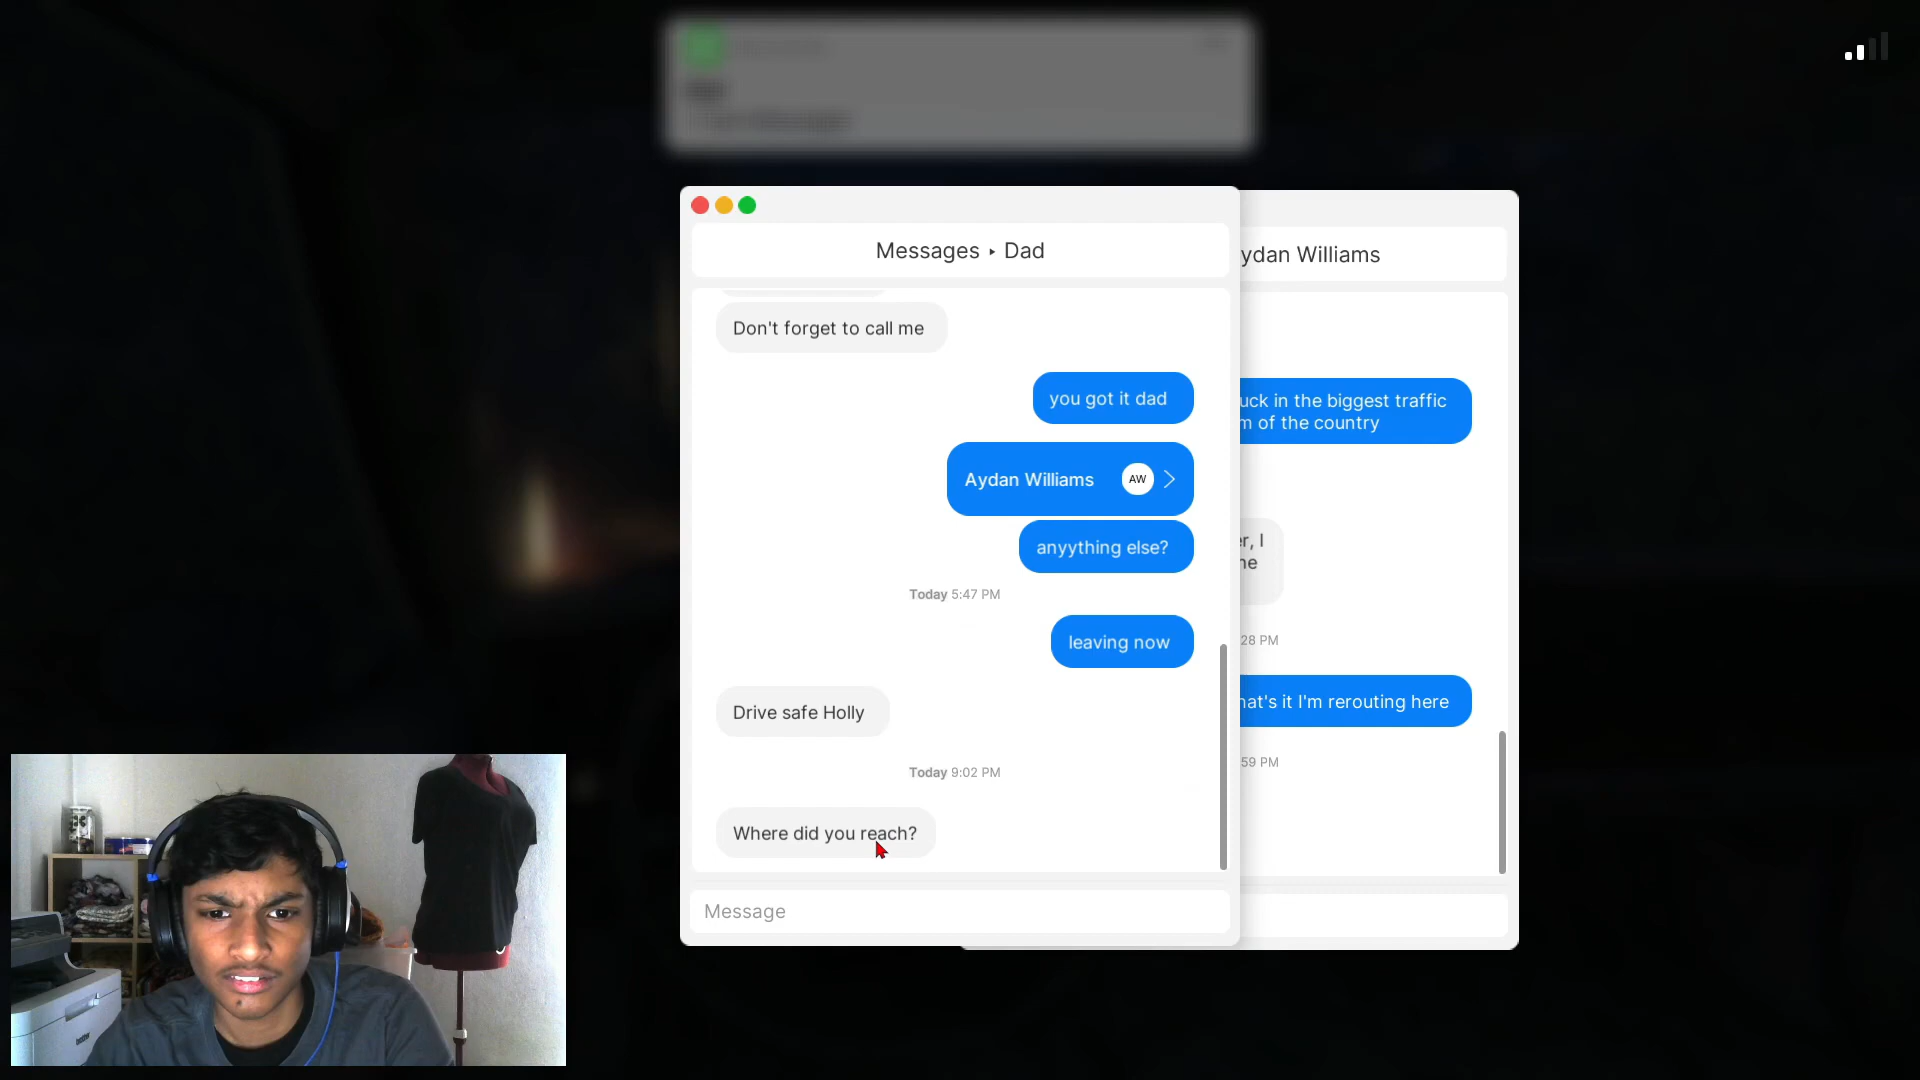 Messages ▸ Dad
Don't forget to call me
you got it dad
Aydan Williams
AW
anyything else?
Today 5:47 PM
leaving now
Drive safe Holly
Today 9:02 PM
Where did you reach?
Message
ydan Williams
uck in the biggest traffic
m of the country
er, I
ne
28 PM
hat's it I'm rerouting here
59 PM
brother